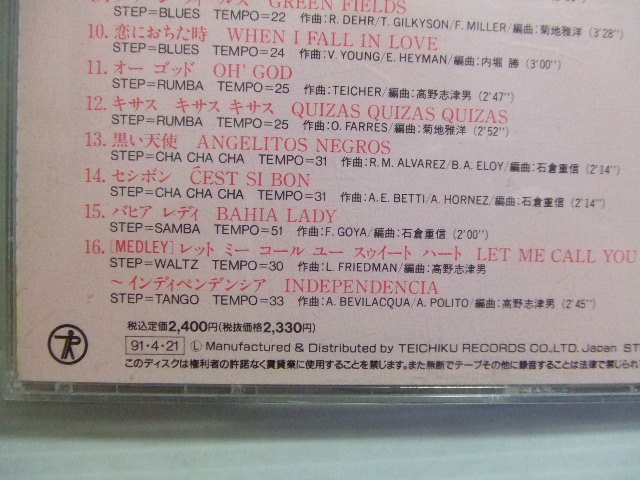 GREEN FIELDS
STEP=BLUES TEMPO=22 作曲：R. DEHR/T. GILKYSON/F. MILLER/編曲：菊地雅洋 (3'28'')
10. 恋におちた時 WHEN I FALL IN LOVE
STEP=BLUES TEMPO=24 作曲：V. YOUNG/E. HEYMAN/編曲：内堀 勝 (3'00'')
11. オー ゴッド OH' GOD
STEP=RUMBA TEMPO=25 作曲：TEICHER/編曲：高野志津男 (2'47'')
12. キサス キサス キサス QUIZAS QUIZAS QUIZAS
STEP=RUMBA TEMPO=25 作曲：O. FARRES/編曲：菊地雅洋 (2'52'')
13. 黒い天使 ANGELITOS NEGROS
STEP=CHA CHA CHA TEMPO=31 作曲：R. M. ALVAREZ/B. A. ELOY/編曲：石倉重信 (2'14'')
14. セシボン C'EST SI BON
STEP=CHA CHA CHA TEMPO=31 作曲：A. E. BETTI/A. HORNEZ/編曲：石倉重信 (2'14'')
15. バヒア レディ BAHIA LADY
STEP=SAMBA TEMPO=51 作曲：F. GOYA/編曲：石倉重信 (2'00'')
16. [MEDLEY] レット ミー コール ユー スゥイート ハート LET ME CALL YOU
STEP=WALTZ TEMPO=30 作曲：L. FRIEDMAN/編曲：高野志津男
～インディペンデンシア INDEPENDENCIA
STEP=TANGO TEMPO=33 作曲：A. BEVILACQUA/A. POLITO/編曲：高野志津男 (2'45'')
税込定価2,400円(税抜価格2,330円)
91・4・21 Ⓛ Manufactured & Distributed by TEICHIKU RECORDS CO., LTD. Japan ST
このディスクは権利者の許諾なく賃貸業に使用することを禁じます。また無断でテープその他に録音することは法律で禁じられ